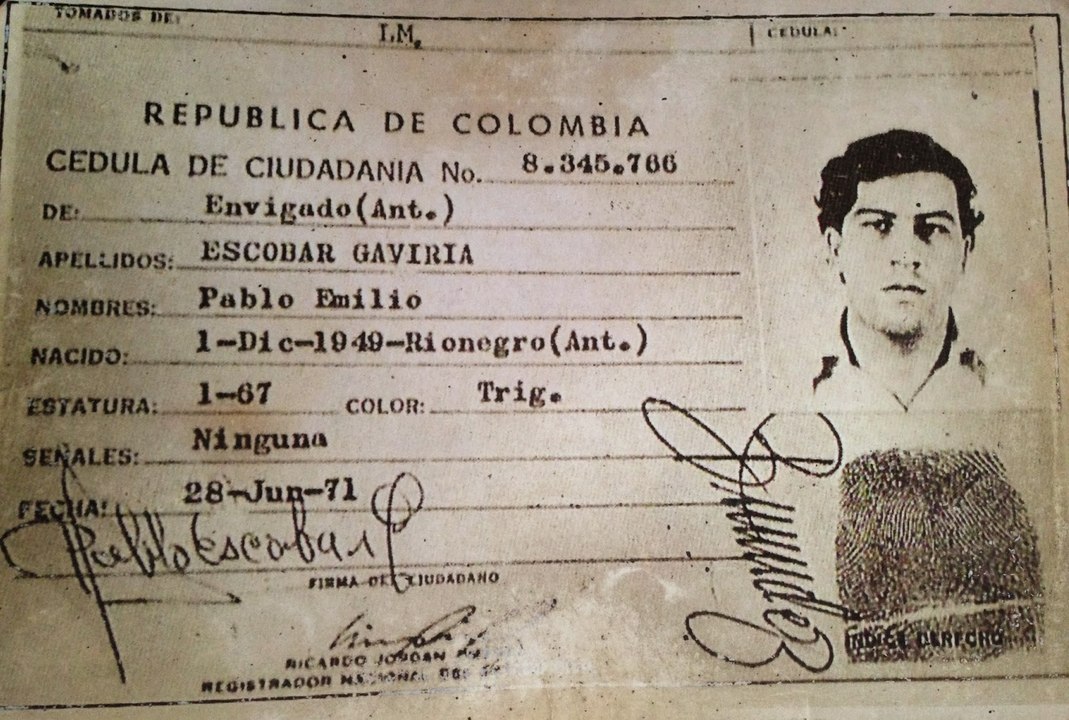 TOMADOS DE:
I.M.
CEDULA:
REPUBLICA DE COLOMBIA
CEDULA DE CIUDADANIA No. 8.345.766
DE: Envigado(Ant.)
APELLIDOS: ESCOBAR GAVIRIA
NOMBRES: Pablo Emilio
NACIDO: 1-Dic-1949-Rionegro(Ant.)
ESTATURA: 1-67 COLOR: Trig.
SEÑALES: Ninguna
FECHA: 28-Jun-71
Pablo Escobar G
FIRMA DEL CIUDADANO
RICARDO JORDAN
REGISTRADOR NACIONAL DEL
INDICE DERECHO